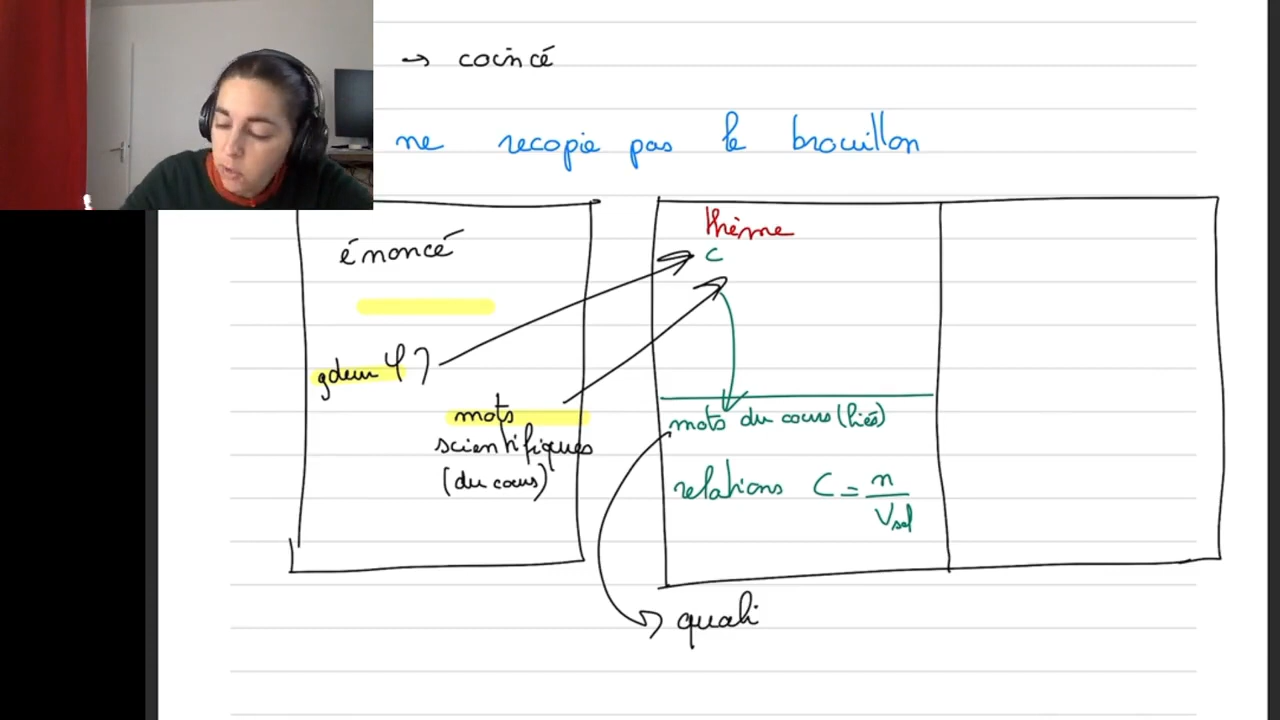 → coincé
ne recopie pas le brouillon
énoncé
gdeur φ
mots
scientifiques
(du cours)
thème
C
mots du cours (liés)
relations C = n / Vsol
→ quali